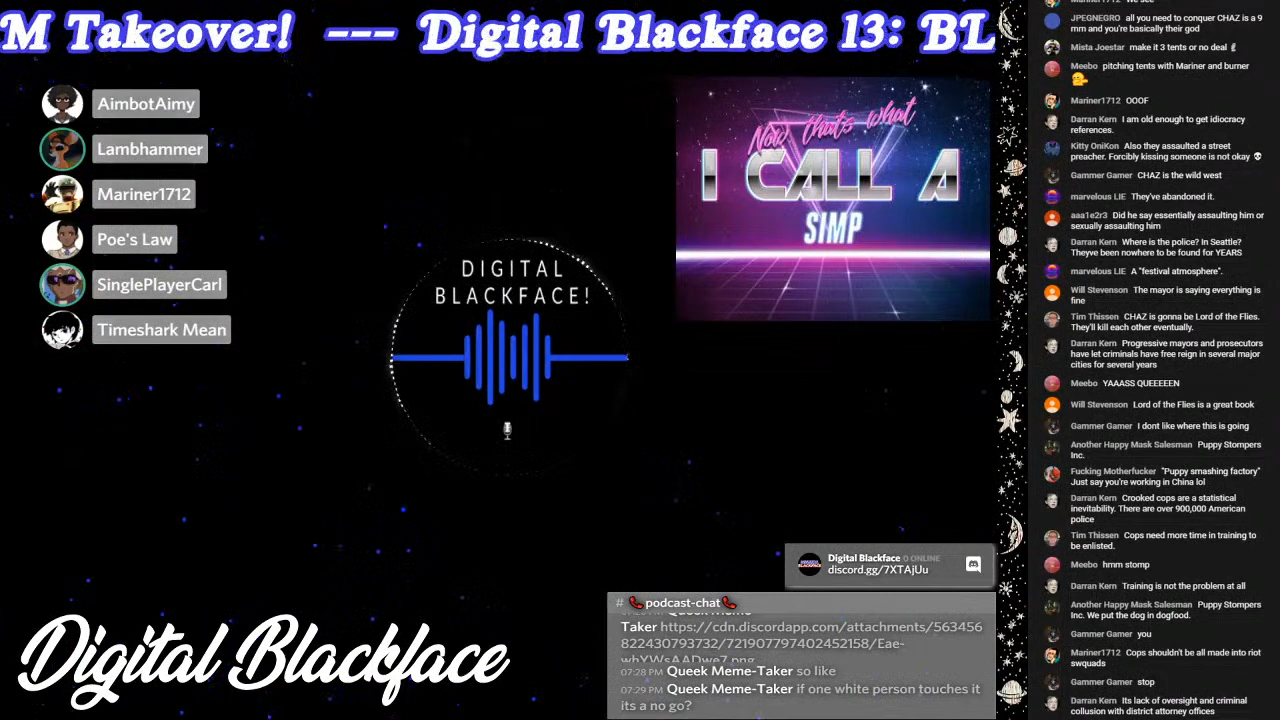 M Takeover! --- Digital Blackface 13: BL
AimbotAimy
Lambhammer
Mariner1712
Poe's Law
SinglePlayerCarl
Timeshark Mean
DIGITAL
BLACKFACE!
Now that's what
I CALL A
SIMP
Digital Blackface 0 ONLINE
discord.gg/7XTAjUu
# podcast-chat
Taker https://cdn.discordapp.com/attachments/563456
822430793732/721907797402452158/Eae-
whYWsAADwe7.png
07:28 PM Queek Meme-Taker so like
07:29 PM Queek Meme-Taker if one white person touches it
its a no go?
Digital Blackface
JPEGNEGRO all you need to conquer CHAZ is a 9
mm and you're basically their god
Mista Joestar make it 3 tents or no deal
Meebo pitching tents with Mariner and burner
Mariner1712 OOOF
Darran Kern I am old enough to get idiocracy
references.
Kitty OniKon Also they assaulted a street
preacher. Forcibly kissing someone is not okay
Gammer Gamer CHAZ is the wild west
marvelous LIE They've abandoned it.
aaa1e2r3 Did he say essentially assaulting him or
sexually assaulting him
Darran Kern Where is the police? In Seattle?
Theyve been nowhere to be found for YEARS
marvelous LIE A "festival atmosphere".
Will Stevenson The mayor is saying everything is
fine
Tim Thissen CHAZ is gonna be Lord of the Flies.
They'll kill each other eventually.
Darran Kern Progressive mayors and prosecutors
have let criminals have free reign in several major
cities for several years
Meebo YAAASS QUEEEEEN
Will Stevenson Lord of the Flies is a great book
Gammer Gamer I dont like where this is going
Another Happy Mask Salesman Puppy Stompers
Inc.
Fucking Motherfucker "Puppy smashing factory"
Just say you're working in China lol
Darran Kern Crooked cops are a statistical
inevitability. There are over 900,000 American
police
Tim Thissen Cops need more time in training to
be enlisted.
Meebo hmm stomp
Darran Kern Training is not the problem at all
Another Happy Mask Salesman Puppy Stompers
Inc. We put the dog in dogfood.
Gammer Gamer you
Mariner1712 Cops shouldn't be all made into riot
swquads
Gammer Gamer stop
Darran Kern Its lack of oversight and criminal
collusion with district attorney offices